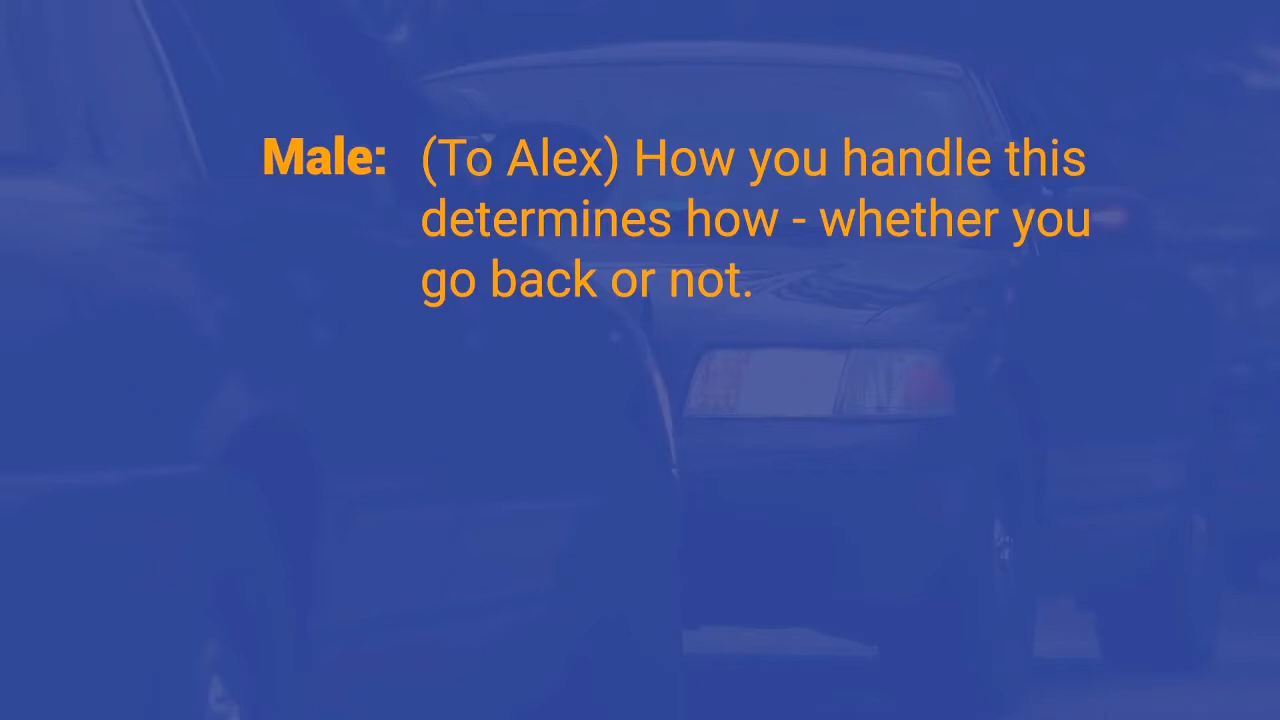 Male: (To Alex) How you handle this
determines how - whether you
go back or not.